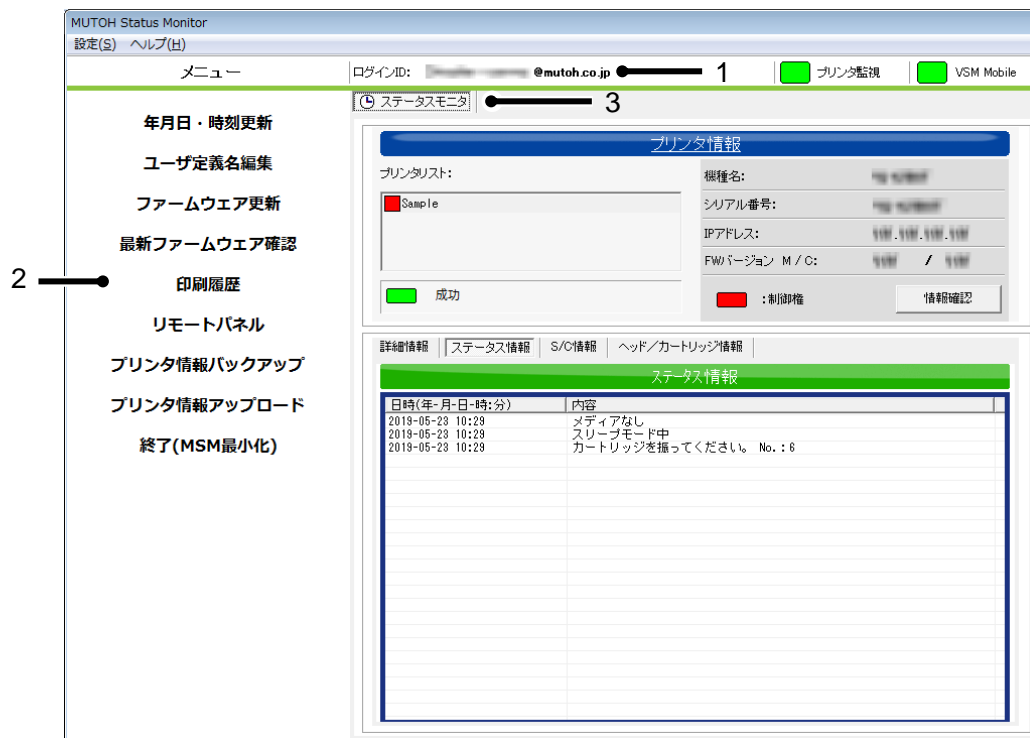 MUTOH Status Monitor
設定(S) ヘルプ(H)
メニュー
ログインID: @mutoh.co.jp
1
プリンタ監視
VSM Mobile
ステータスモニタ
3
年月日・時刻更新
ユーザ定義名編集
ファームウェア更新
最新ファームウェア確認
2
印刷履歴
リモートパネル
プリンタ情報バックアップ
プリンタ情報アップロード
終了(MSM最小化)
プリンタ情報
プリンタリスト:
Sample
成功
機種名:
シリアル番号:
IPアドレス:
FWバージョン M / C: /
:制御権
情報確認
詳細情報 ステータス情報 S/C情報 ヘッド/カートリッジ情報
ステータス情報
日時(年-月-日-時:分) 内容
2019-05-23 10:29 メディアなし
2019-05-23 10:29 スリープモード中
2019-05-23 10:29 カートリッジを振ってください。 No.:6